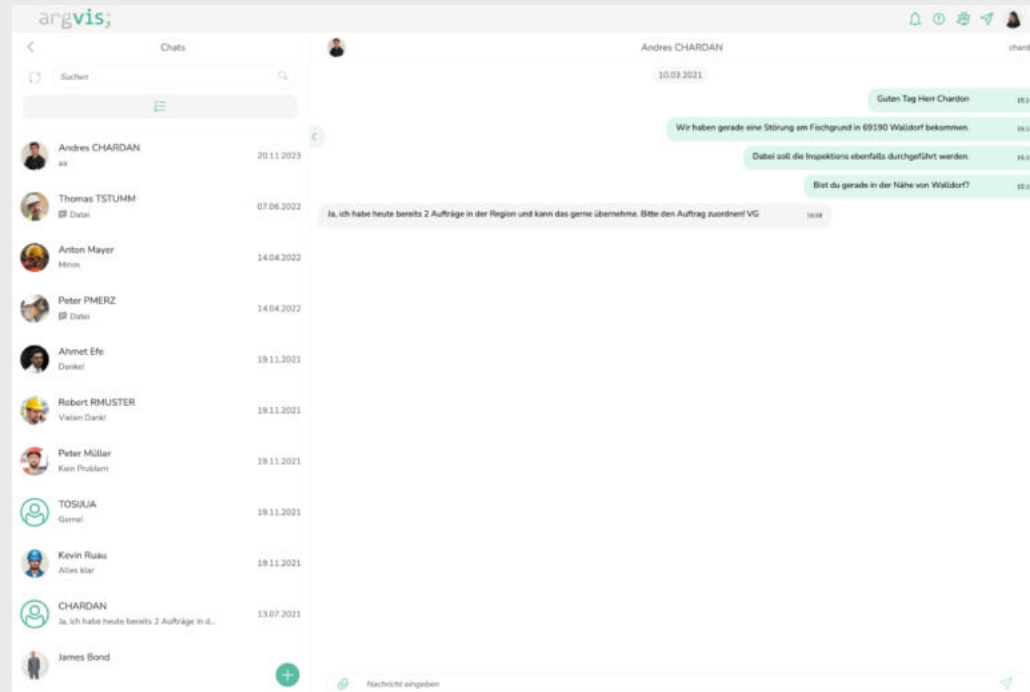 argvis;
Chats
Suchen
Andres CHARDAN
aa
20.11.2023
Thomas TSTUMM
Datei
07.06.2022
Anton Mayer
Mmm
14.04.2022
Peter PMERZ
Datei
14.04.2022
Ahmet Efe
Danke!
19.11.2021
Robert RMUSTER
Vielen Dank!
19.11.2021
Peter Müller
Kein Problem
19.11.2021
TOSIJUA
Gerne!
19.11.2021
Kevin Ruau
Alles klar
19.11.2021
CHARDAN
Ja, ich habe heute bereits 2 Aufträge in d...
13.07.2021
James Bond
Andres CHARDAN
10.03.2021
Guten Tag Herr Chardon
Wir haben gerade eine Störung am Fischgrund in 69190 Walldorf bekommen.
Dabei soll die Inspektions ebenfalls durchgeführt werden.
Bist du gerade in der Nähe von Walldorf?
Ja, ich habe heute bereits 2 Aufträge in der Region und kann das gerne übernehme. Bitte den Auftrag zuordnen! VG
Nachricht eingeben